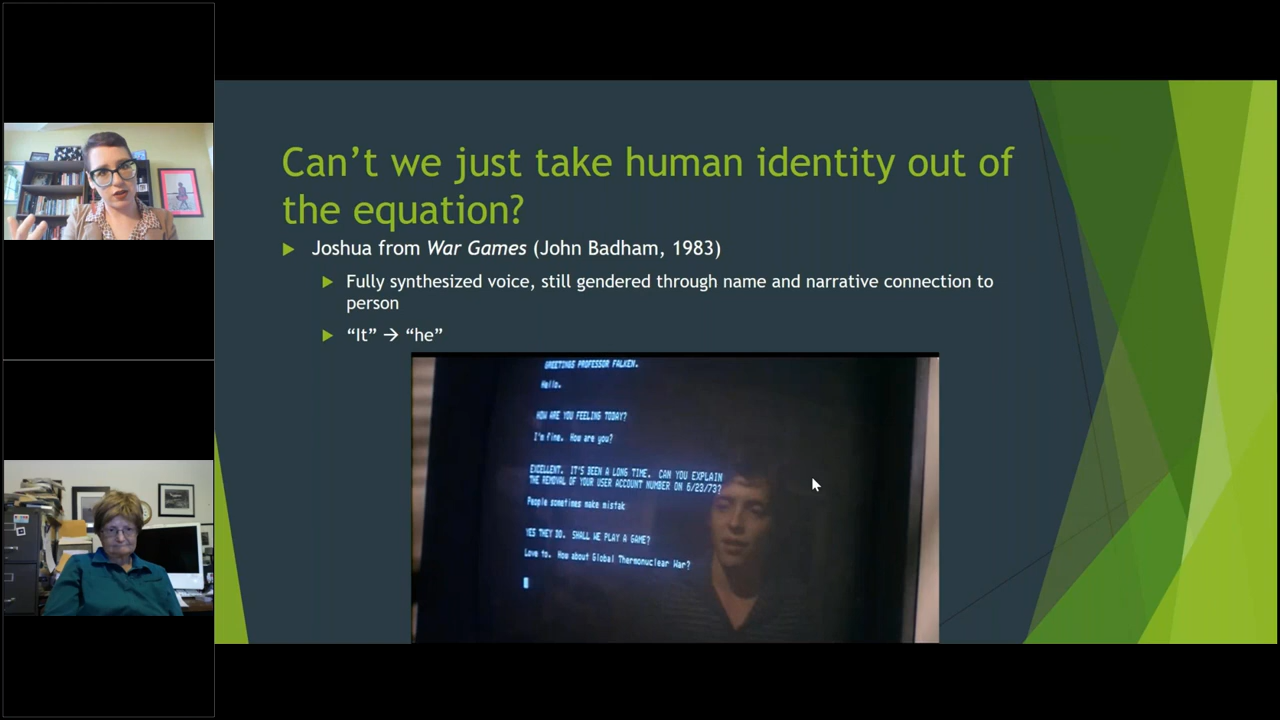 Can’t we just take human identity out of
the equation?
Joshua from War Games (John Badham, 1983)
Fully synthesized voice, still gendered through name and narrative connection to
person
“It” → “he”
GREETINGS PROFESSOR FALKEN.
Hello.
HOW ARE YOU FEELING TODAY?
I'm fine. How are you?
EXCELLENT. IT'S BEEN A LONG TIME. CAN YOU EXPLAIN
THE REMOVAL OF YOUR USER ACCOUNT NUMBER ON 6/23/73?
People sometimes make mistak
YES THEY DO. SHALL WE PLAY A GAME?
Love to. How about Global Thermonuclear War?